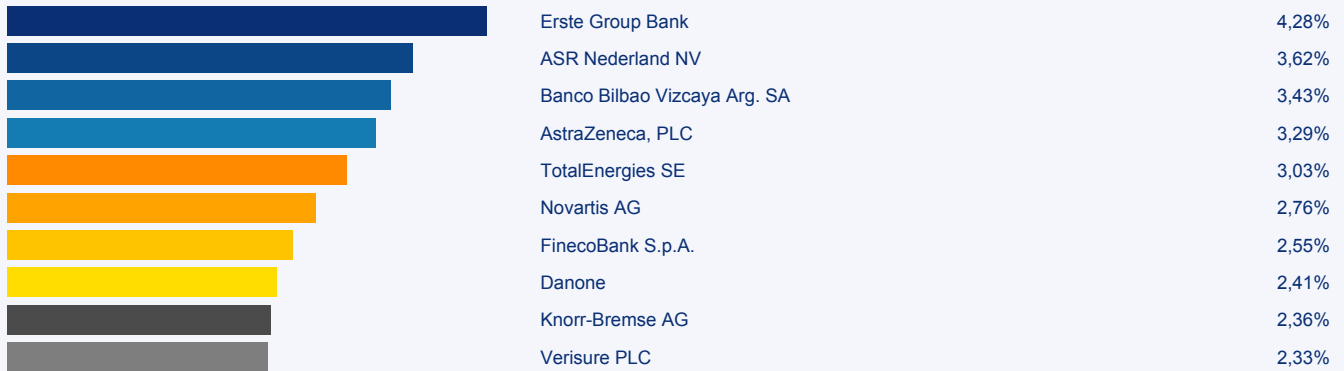 Erste Group Bank 4,28%
ASR Nederland NV 3,62%
Banco Bilbao Vizcaya Arg. SA 3,43%
AstraZeneca, PLC 3,29%
TotalEnergies SE 3,03%
Novartis AG 2,76%
FinecoBank S.p.A. 2,55%
Danone 2,41%
Knorr-Bremse AG 2,36%
Verisure PLC 2,33%